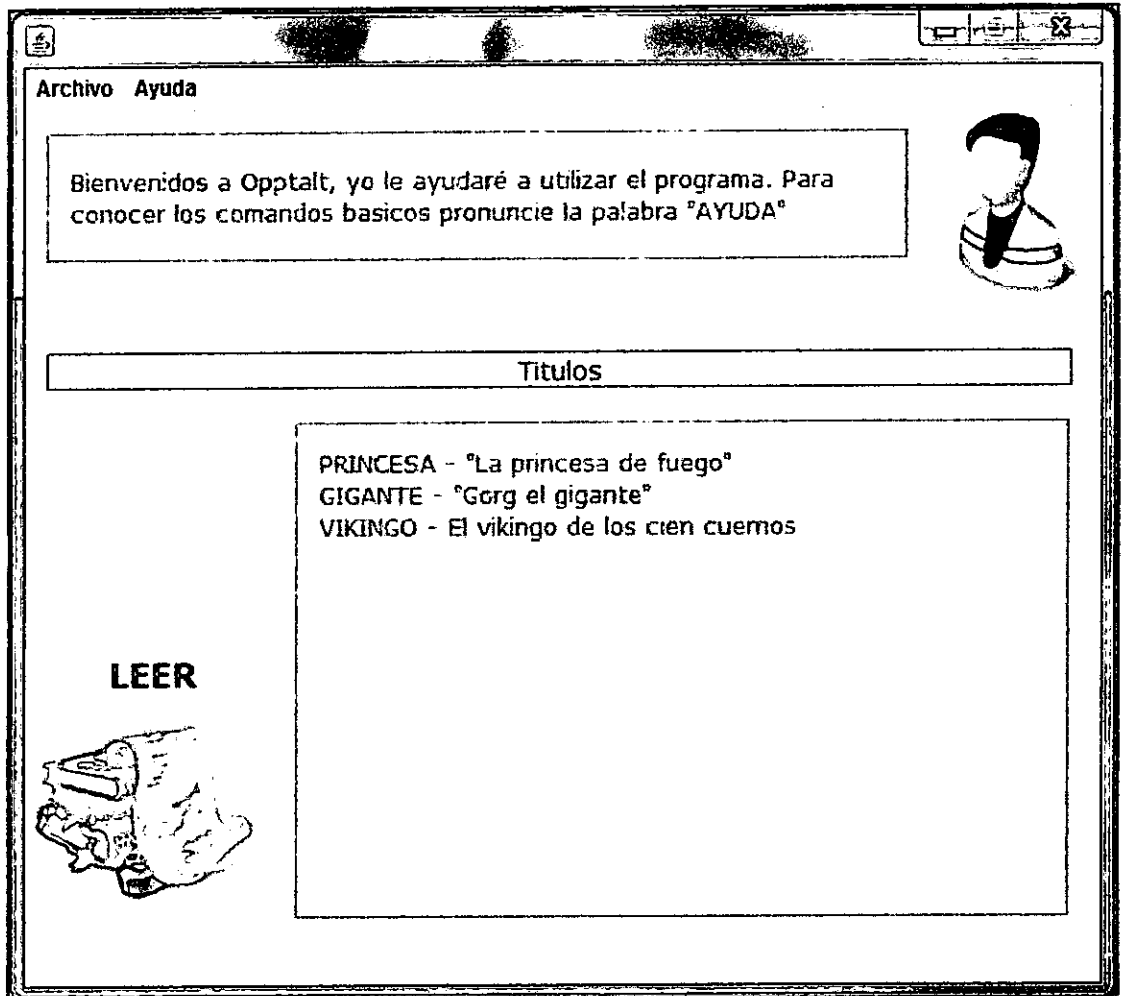 Archivo Ayuda
Bienvenidos a Opptalt, yo le ayudaré a utilizar el programa. Para
conocer los comandos basicos pronuncie la palabra "AYUDA"
Titulos
PRINCESA - "La princesa de fuego"
GIGANTE - "Gorg el gigante"
VIKINGO - El vikingo de los cien cuernos
LEER